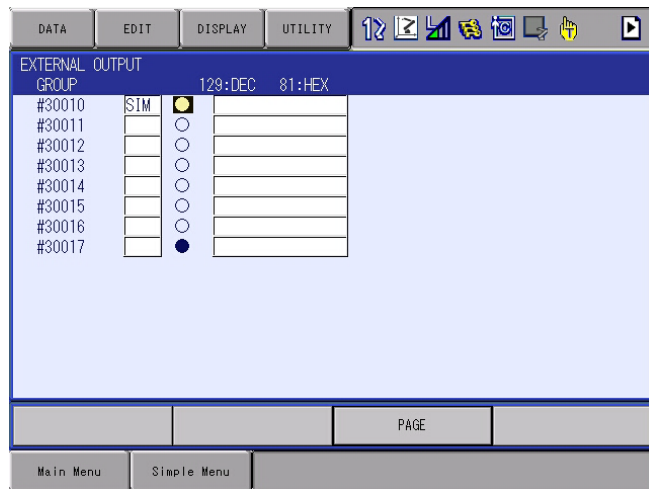 DATA EDIT DISPLAY UTILITY
EXTERNAL OUTPUT
GROUP 129:DEC 81:HEX
#30010 SIM
#30011
#30012
#30013
#30014
#30015
#30016
#30017
PAGE
Main Menu Simple Menu